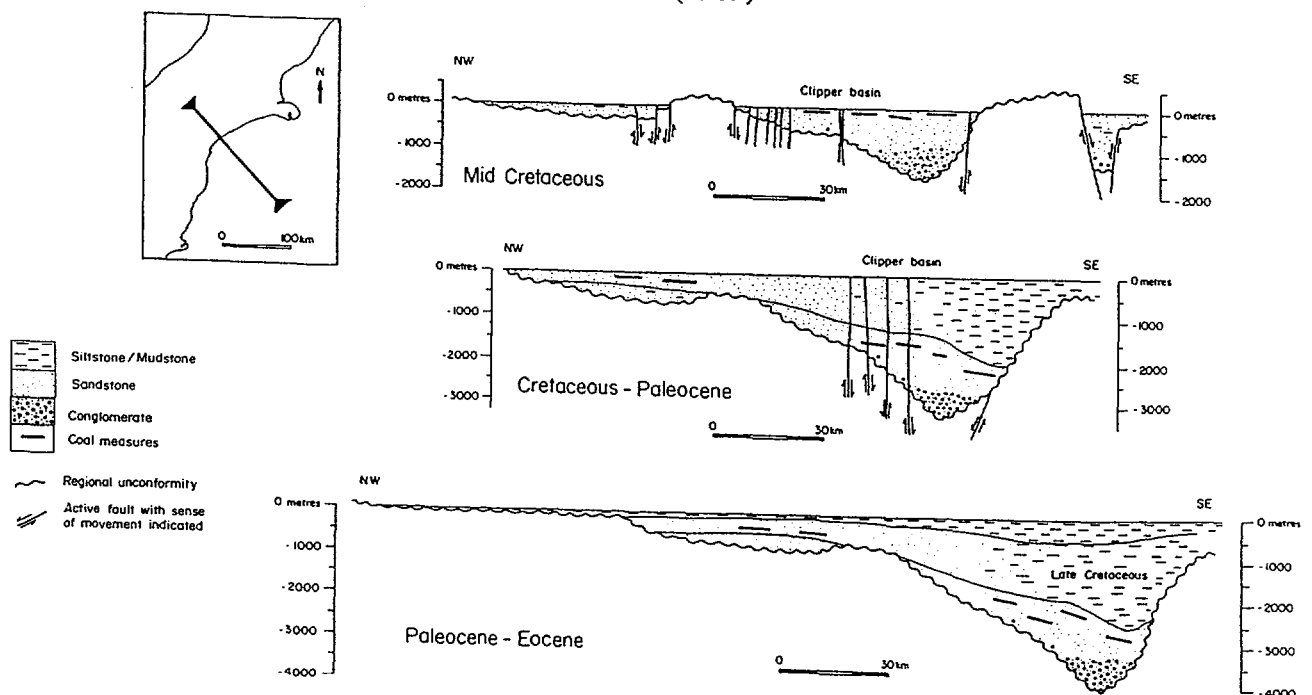 N
0 100km
NW
SE
Clipper basin
0 metres
-1000
-2000
0 metres
-1000
-2000
Mid Cretaceous
0 30km
NW
SE
Clipper basin
0 metres
-1000
-2000
-3000
0 metres
-1000
-2000
-3000
Cretaceous - Paleocene
0 30km
Siltstone/Mudstone
Sandstone
Conglomerate
Coal measures
Regional unconformity
Active fault with sense
of movement indicated
NW
SE
0 metres
-1000
-2000
-3000
-4000
0 metres
-1000
-2000
-3000
-4000
Late Cretaceous
Paleocene - Eocene
0 30km